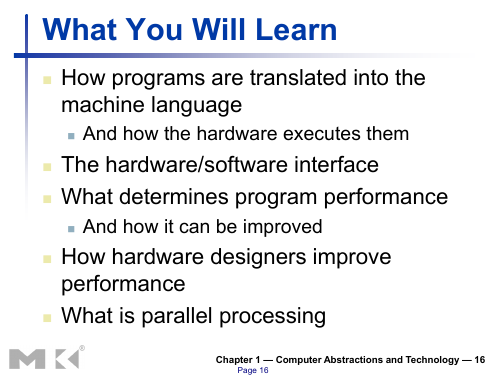 What You Will Learn
How programs are translated into the
machine language
And how the hardware executes them
The hardware/software interface
What determines program performance
And how it can be improved
How hardware designers improve
performance
What is parallel processing
MK®
Chapter 1 — Computer Abstractions and Technology — 16
Page 16